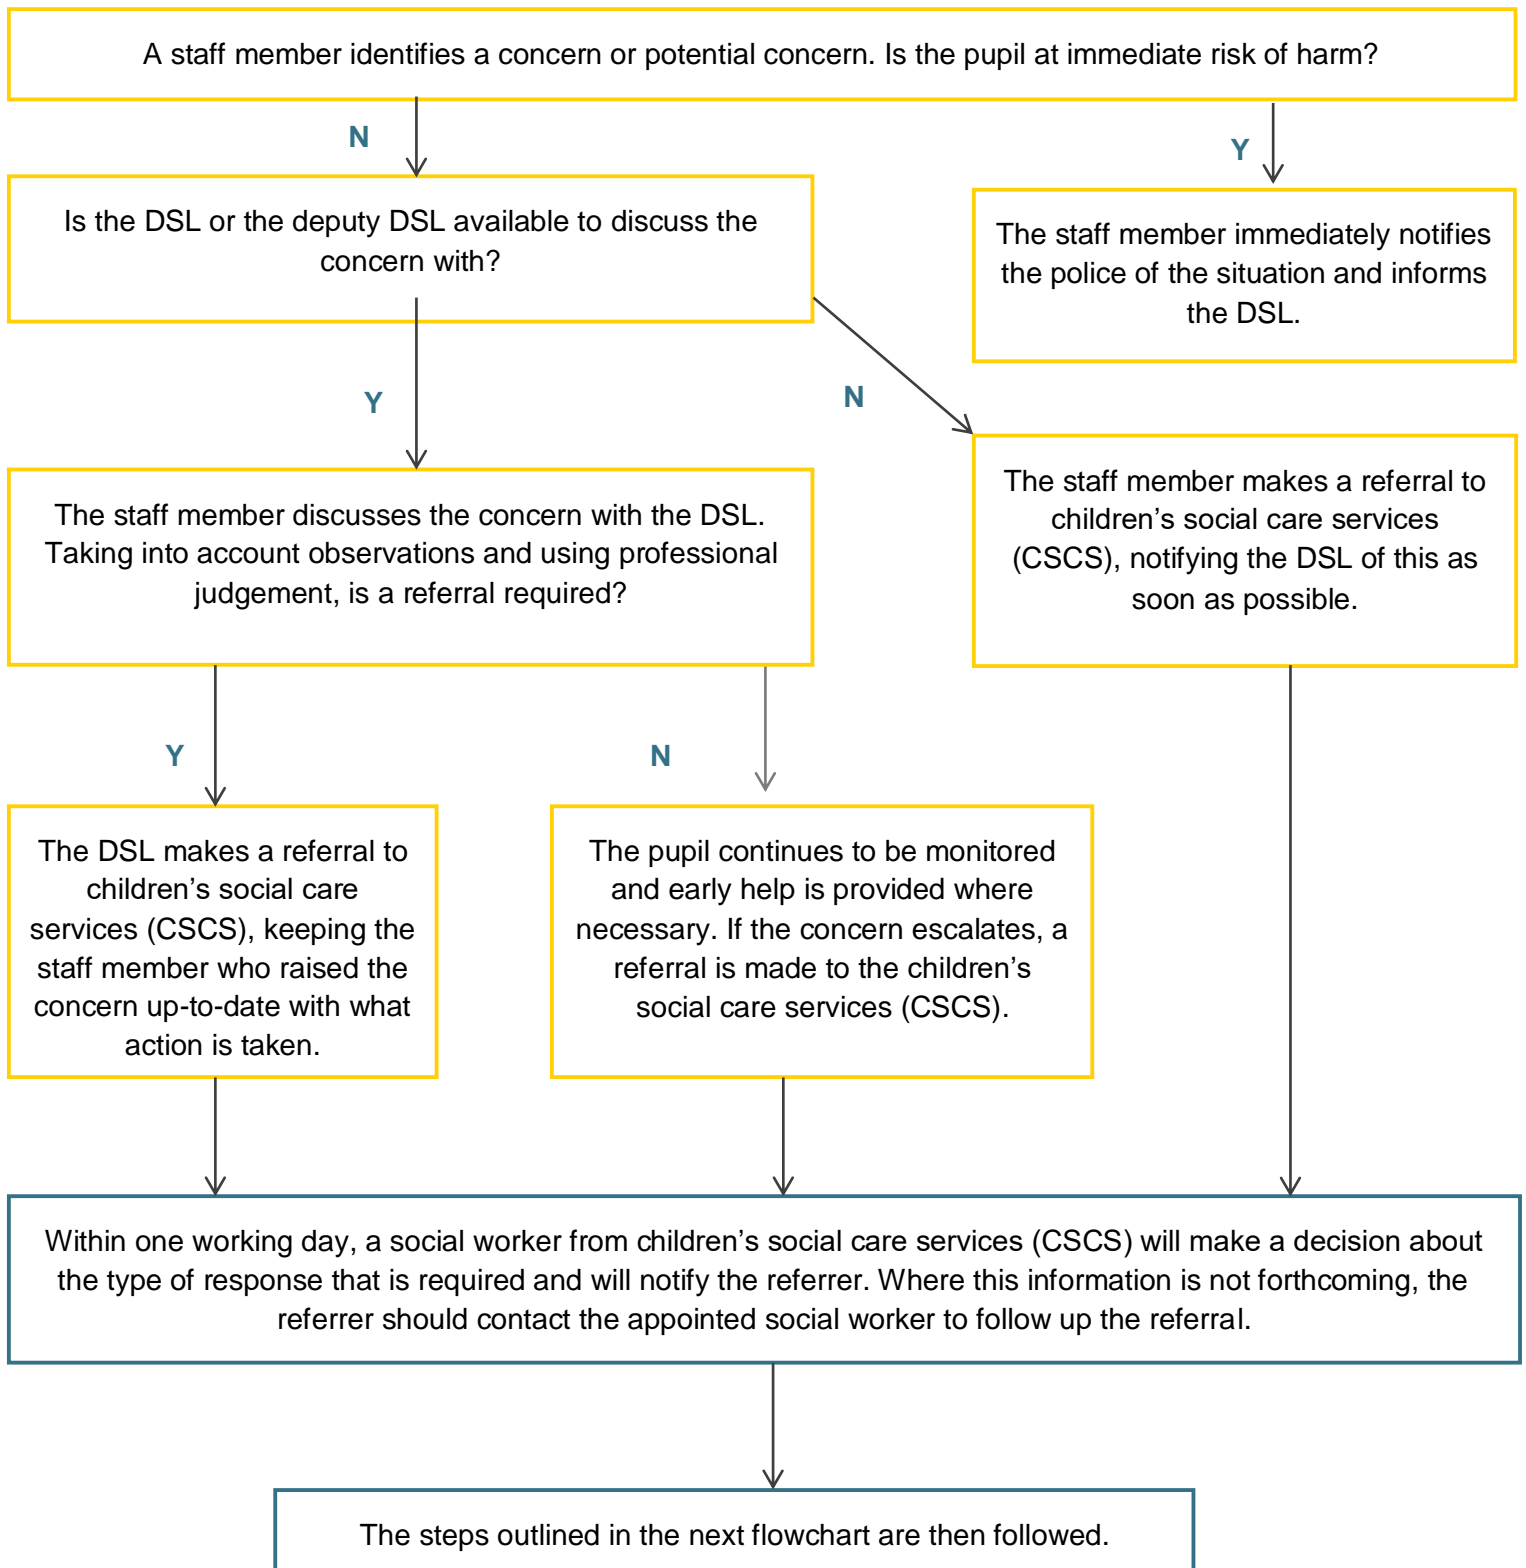 A staff member identifies a concern or potential concern. Is the pupil at immediate risk of harm?
N
Y
Is the DSL or the deputy DSL available to discuss the
concern with?
The staff member immediately notifies
the police of the situation and informs
the DSL.
Y
N
The staff member discusses the concern with the DSL.
Taking into account observations and using professional
judgement, is a referral required?
The staff member makes a referral to
children’s social care services
(CSCS), notifying the DSL of this as
soon as possible.
Y
N
The DSL makes a referral to
children’s social care
services (CSCS), keeping the
staff member who raised the
concern up-to-date with what
action is taken.
The pupil continues to be monitored
and early help is provided where
necessary. If the concern escalates, a
referral is made to the children’s
social care services (CSCS).
Within one working day, a social worker from children’s social care services (CSCS) will make a decision about
the type of response that is required and will notify the referrer. Where this information is not forthcoming, the
referrer should contact the appointed social worker to follow up the referral.
The steps outlined in the next flowchart are then followed.